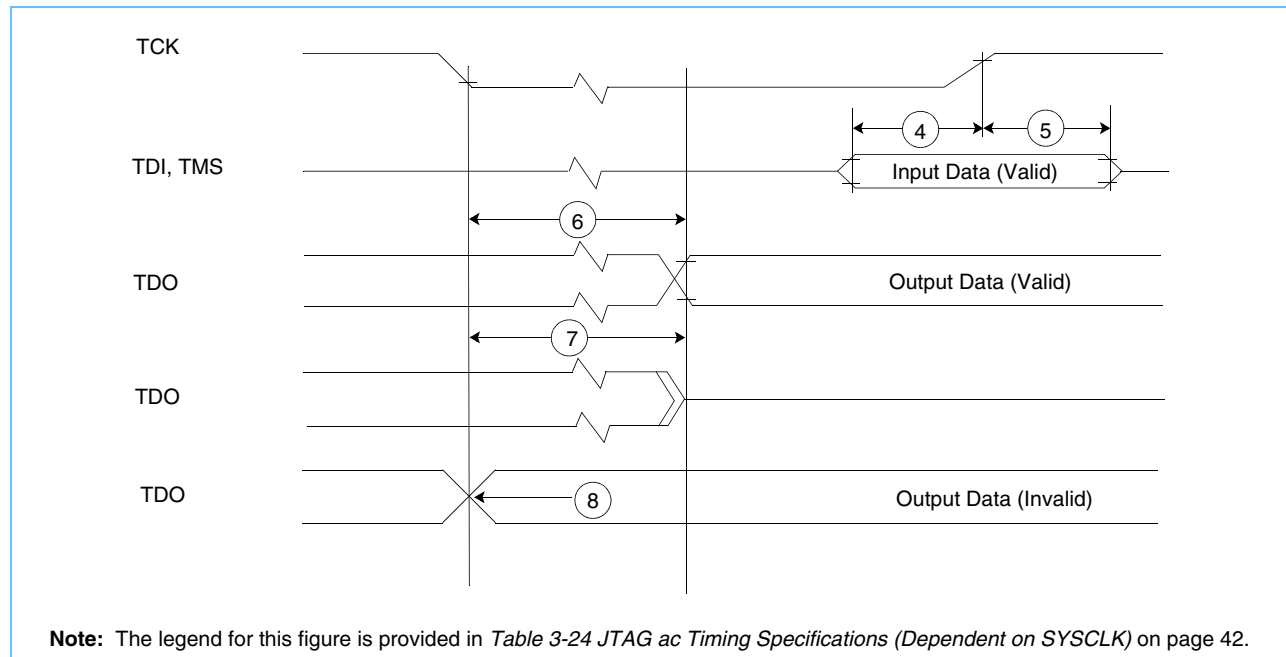 TCK
4
5
TDI, TMS
Input Data (Valid)
6
TDO
Output Data (Valid)
7
TDO
TDO
8
Output Data (Invalid)
Note: The legend for this figure is provided in Table 3-24 JTAG ac Timing Specifications (Dependent on SYSCLK) on page 42.